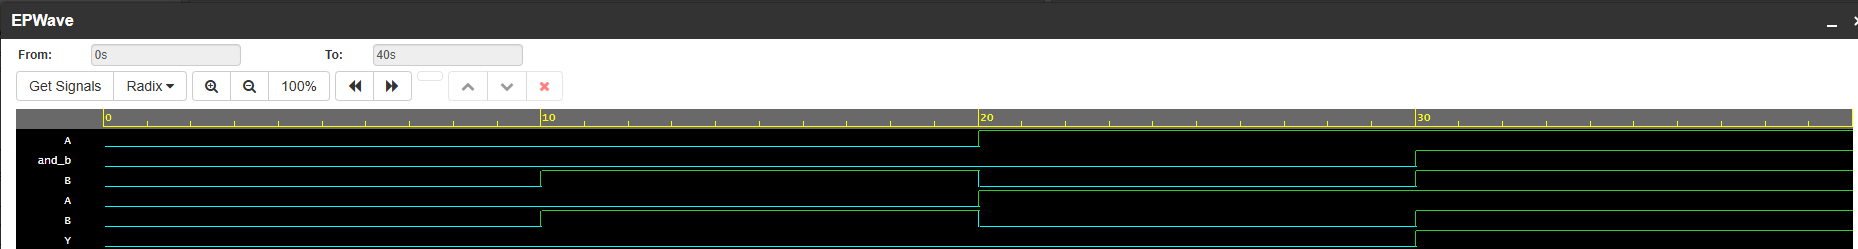 EPWave
From: 0s To: 40s
Get Signals Radix 100%
0 10 20 30
A
and_b
B
A
B
Y